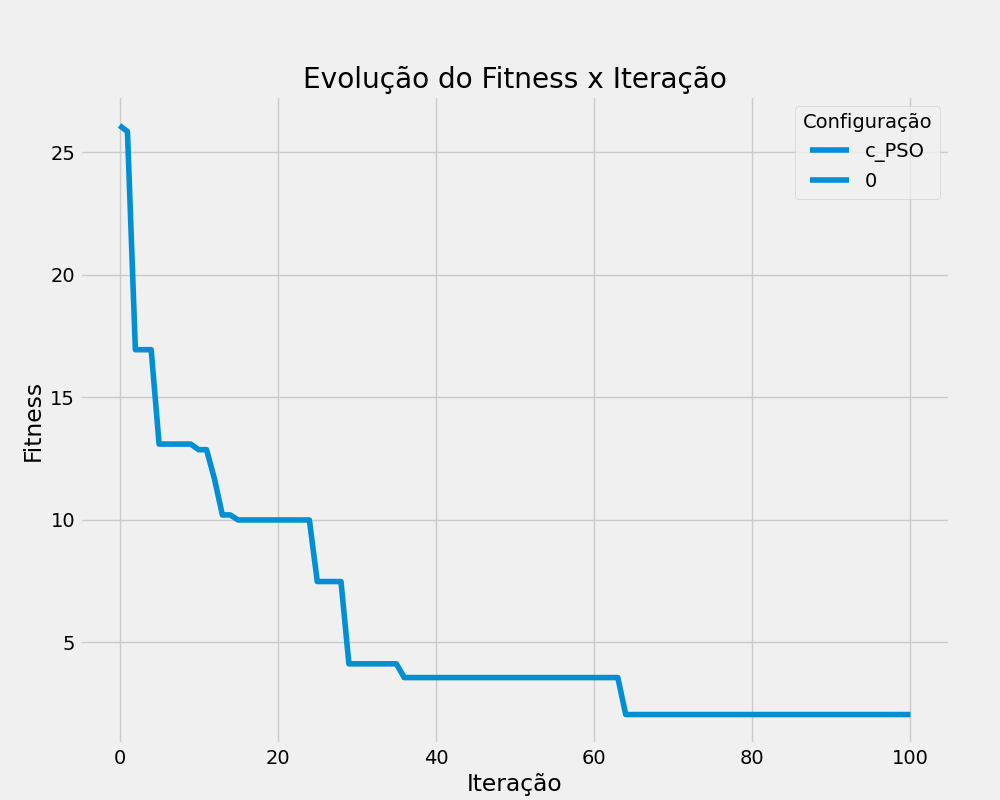 Evolução do Fitness x Iteração
Configuração
c_PSO
0
Fitness
25
20
15
10
5
0 20 40 60 80 100
Iteração